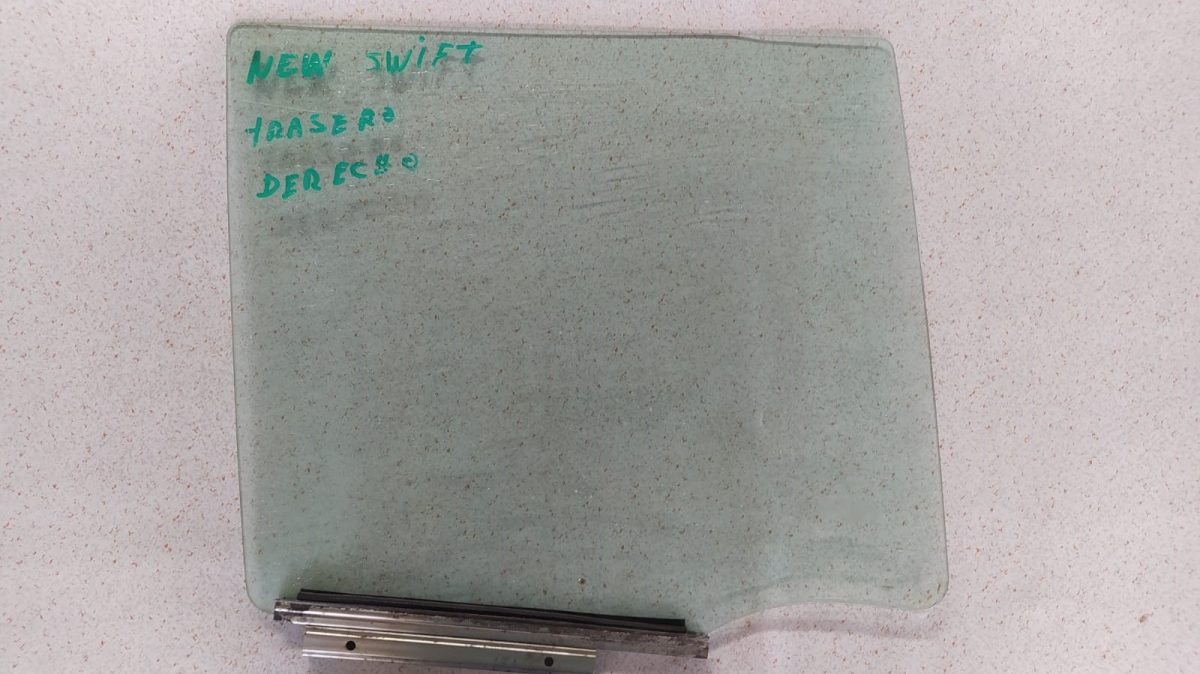 NEW SWiFT
tRASERO
DERECHO